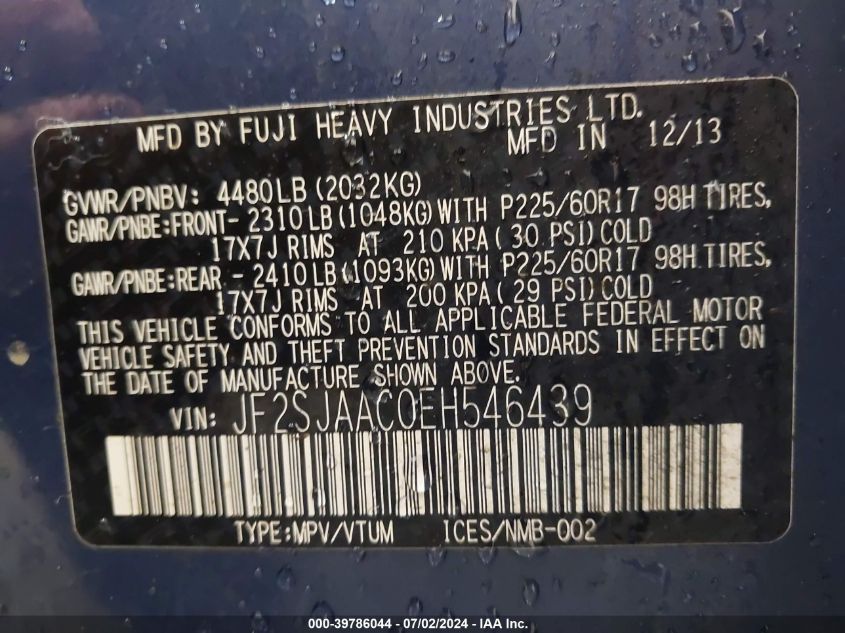 MFD BY FUJI HEAVY INDUSTRIES LTD.
MFD IN 12/13
GVWR/PNBV: 4480LB (2032KG)
GAWR/PNBE:FRONT- 2310LB(1048KG)WITH P225/60R17 98H TIRES,
17X7J RIMS AT 210 KPA( 30 PSI)COLD
GAWR/PNBE:REAR - 2410LB(1093KG)WITH P225/60R17 98H TIRES,
17X7J RIMS AT 200 KPA( 29 PSI)COLD
THIS VEHICLE CONFORMS TO ALL APPLICABLE FEDERAL MOTOR
VEHICLE SAFETY AND THEFT PREVENTION STANDARDS IN EFFECT ON
THE DATE OF MANUFACTURE SHOWN ABOVE.
VIN: JF2SJAAC0EH546439
TYPE:MPV/VTUM ICES/NMB-002
000-39786044 - 07/02/2024 - IAA Inc.